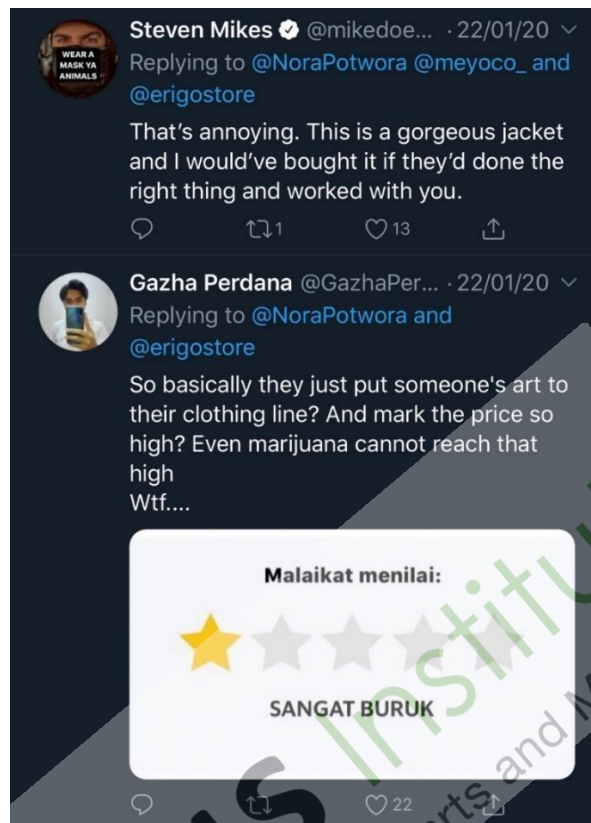 WEAR A
MASK YA
ANIMALS
Steven Mikes @mikedoe... · 22/01/20
Replying to @NoraPotwora @meyoco_ and
@erigostore
That's annoying. This is a gorgeous jacket
and I would've bought it if they'd done the
right thing and worked with you.
1 13
Gazha Perdana @GazhaPer... · 22/01/20
Replying to @NoraPotwora and
@erigostore
So basically they just put someone's art to
their clothing line? And mark the price so
high? Even marijuana cannot reach that
high
Wtf....
Malaikat menilai:
SANGAT BURUK
22